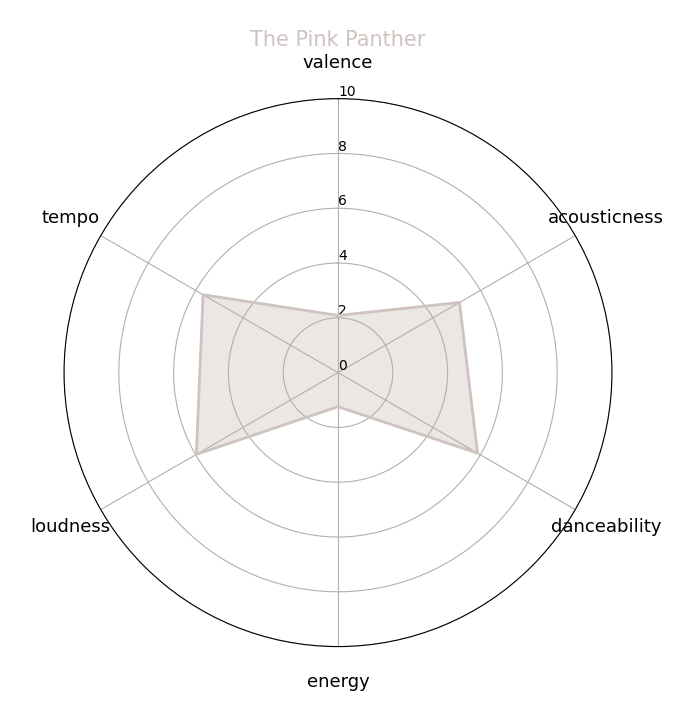 The Pink Panther
valence
10
8
6
tempo
acousticness
4
2
0
loudness
danceability
energy